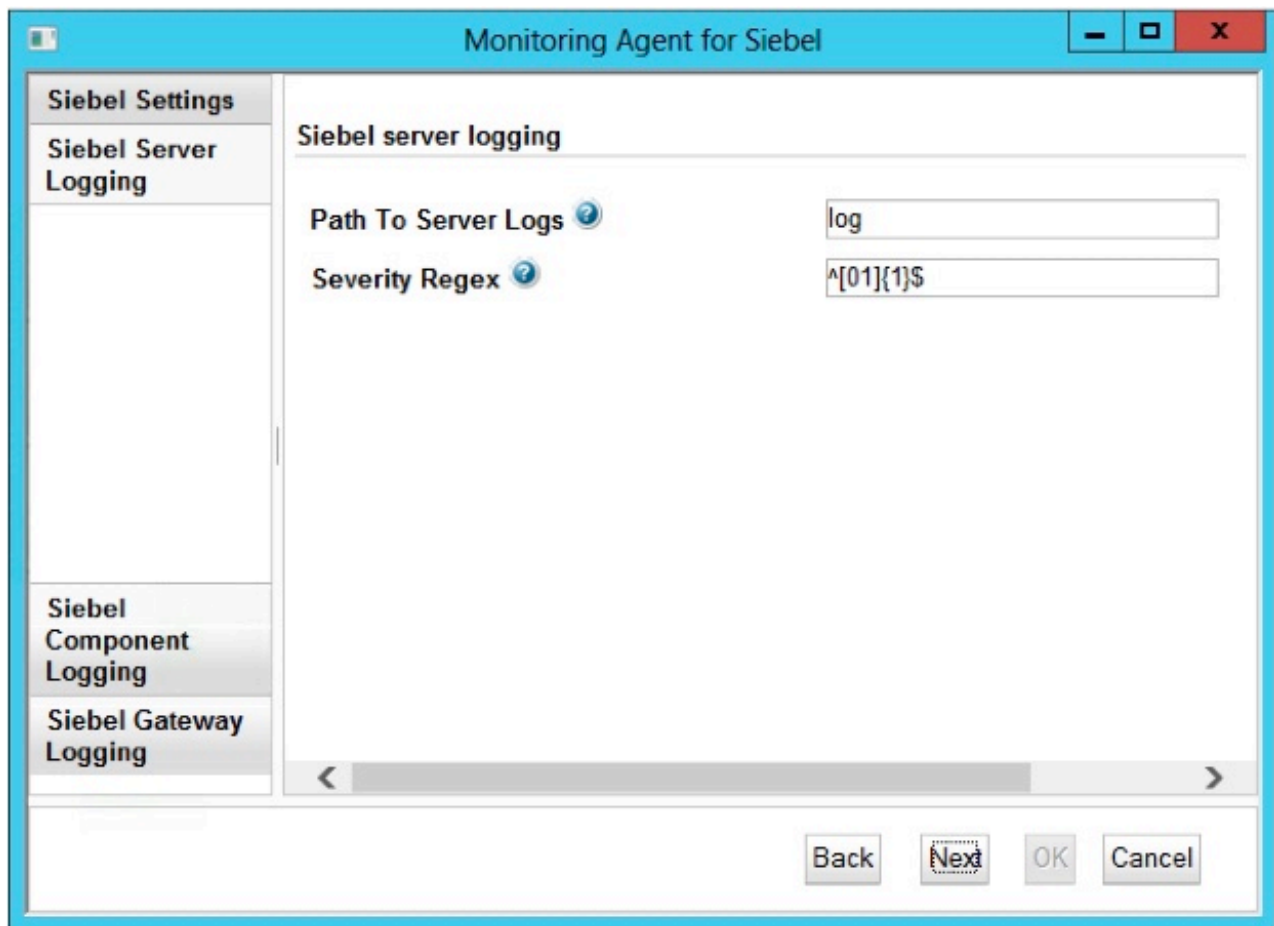 Monitoring Agent for Siebel
Siebel Settings
Siebel Server
Logging
Siebel server logging
Path To Server Logs ?
log
Severity Regex ?
^[01]{1}$
Siebel
Component
Logging
Siebel Gateway
Logging
Back
Next
OK
Cancel